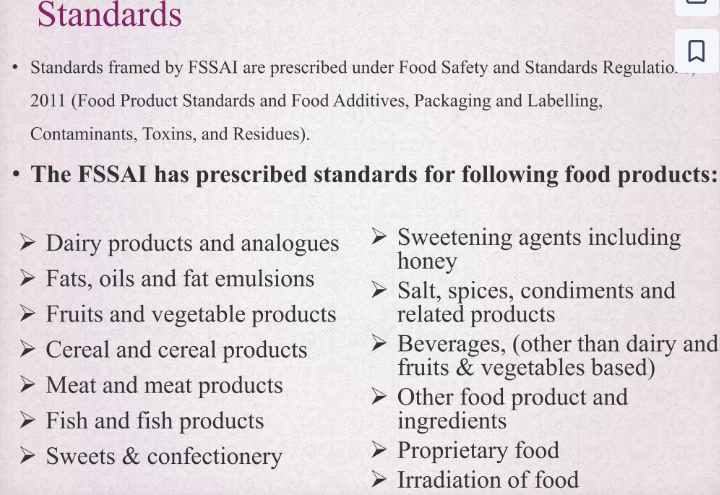 Standards
• Standards framed by FSSAI are prescribed under Food Safety and Standards
2011 (Food Product Standards and Food Additives, Packaging and Labelling,
Contaminants, Toxins, and Residues).
• The FSSAI has prescribed standards for following food products:
➢ Dairy products and analogues
➢ Fats, oils and fat emulsions
➢ Fruits and vegetable products
➢ Cereal and cereal products
➢ Meat and meat products
➢ Fish and fish products
➢ Sweets & confectionery
➢ Sweetening agents including
honey
➢ Salt, spices, condiments and
related products
➢ Beverages, (other than dairy and
fruits & vegetables based)
➢ Other food product and
ingredients
➢ Proprietary food
➢ Irradiation of food